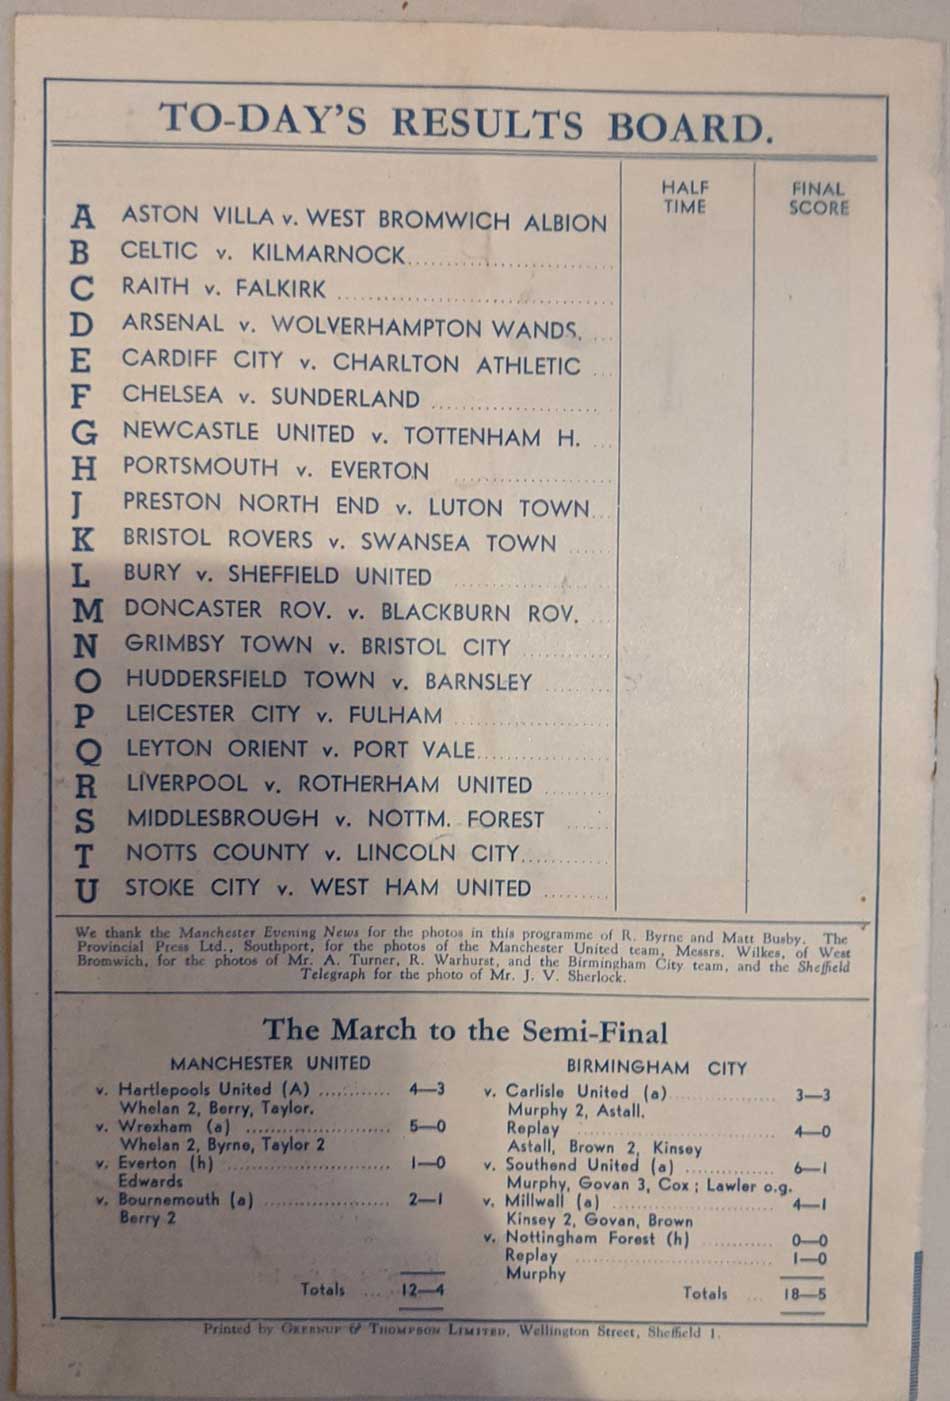 TO-DAY'S RESULTS BOARD.
HALF TIME
FINAL SCORE
A ASTON VILLA v. WEST BROMWICH ALBION
B CELTIC v. KILMARNOCK
C RAITH v. FALKIRK
D ARSENAL v. WOLVERHAMPTON WANDS.
E CARDIFF CITY v. CHARLTON ATHLETIC
F CHELSEA v. SUNDERLAND
G NEWCASTLE UNITED v. TOTTENHAM H.
H PORTSMOUTH v. EVERTON
J PRESTON NORTH END v. LUTON TOWN
K BRISTOL ROVERS v. SWANSEA TOWN
L BURY v. SHEFFIELD UNITED
M DONCASTER ROV. v. BLACKBURN ROV.
N GRIMBSY TOWN v. BRISTOL CITY
O HUDDERSFIELD TOWN v. BARNSLEY
P LEICESTER CITY v. FULHAM
Q LEYTON ORIENT v. PORT VALE
R LIVERPOOL v. ROTHERHAM UNITED
S MIDDLESBROUGH v. NOTTM. FOREST
T NOTTS COUNTY v. LINCOLN CITY
U STOKE CITY v. WEST HAM UNITED
We thank the Manchester Evening News for the photos in this programme of R. Byrne and Matt Busby. The
Provincial Press Ltd., Southport, for the photos of the Manchester United team, Messrs. Wilkes, of West
Bromwich, for the photos of Mr. A. Turner, R. Warhurst, and the Birmingham City team, and the Sheffield
Telegraph for the photo of Mr. J. V. Sherlock.
The March to the Semi-Final
MANCHESTER UNITED
v. Hartlepools United (A) 4—3
Whelan 2, Berry, Taylor.
v. Wrexham (a) 5—0
Whelan 2, Byrne, Taylor 2
v. Everton (h) 1—0
Edwards
v. Bournemouth (a) 2—1
Berry 2
Totals 12—4
BIRMINGHAM CITY
v. Carlisle United (a) 3—3
Murphy 2, Astall.
Replay 4—0
Astall, Brown 2, Kinsey
v. Southend United (a) 6—1
Murphy, Govan 3, Cox; Lawler o.g.
v. Millwall (a) 4—1
Kinsey 2, Govan, Brown
v. Nottingham Forest (h) 0—0
Replay 1—0
Murphy
Totals 18—5
Printed by GREENUP & THOMPSON LIMITED, Wellington Street, Sheffield 1.